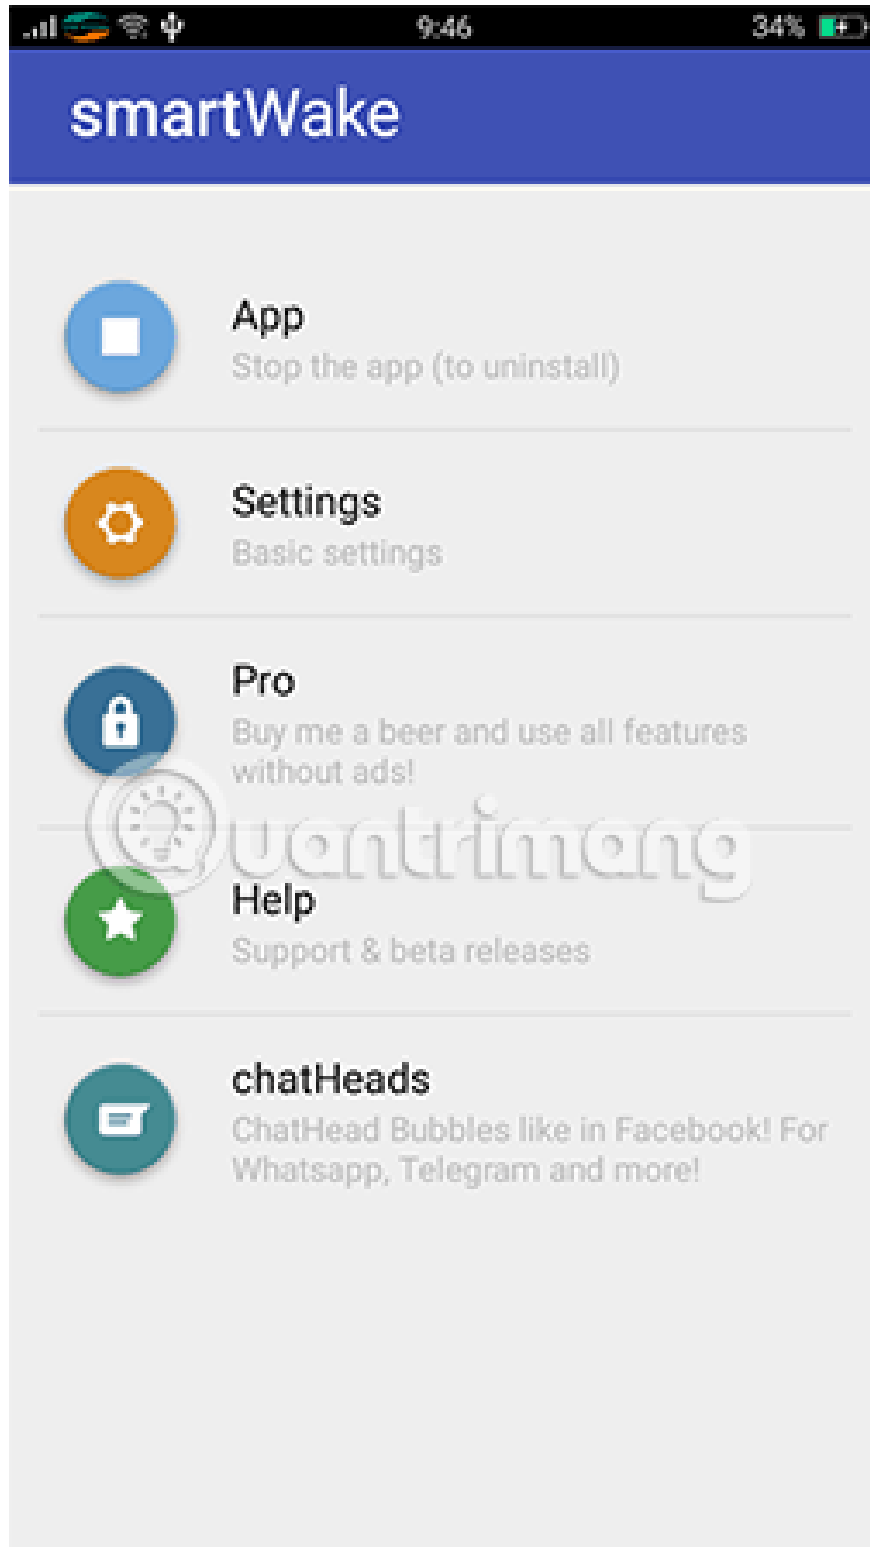 9:46
34%
smartWake
App
Stop the app (to uninstall)
Settings
Basic settings
Pro
Buy me a beer and use all features
without ads!
Quantrimang
Help
Support & beta releases
chatHeads
ChatHead Bubbles like in Facebook! For
Whatsapp, Telegram and more!